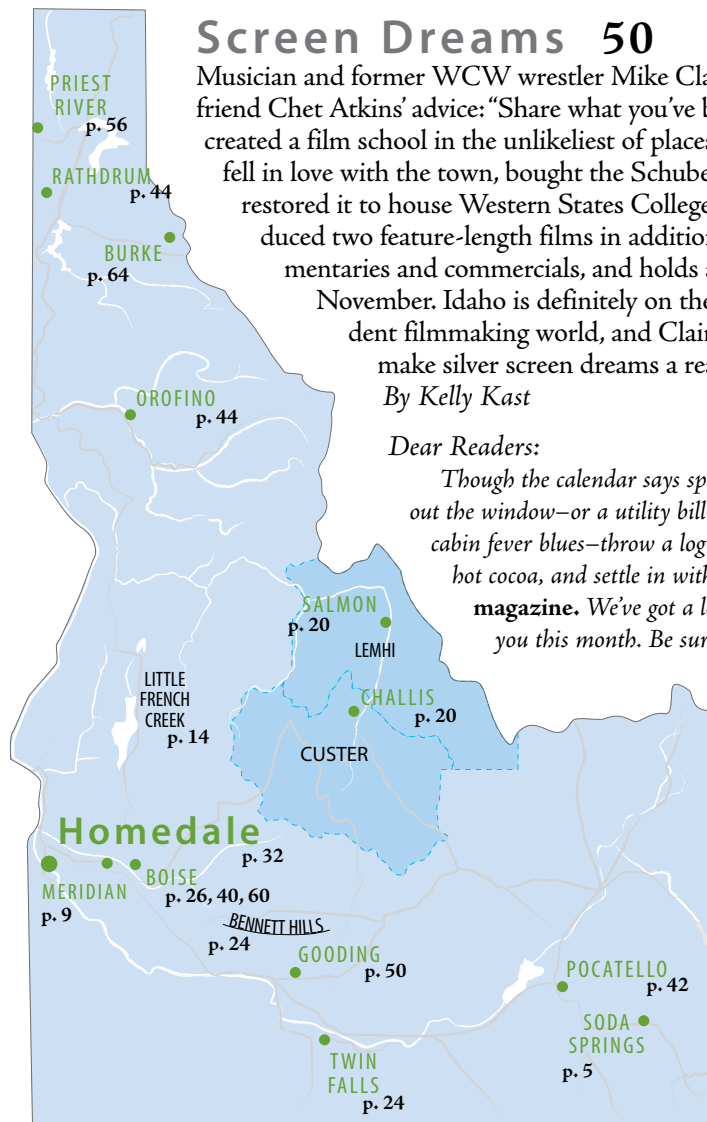 Screen Dreams 50
Musician and former WCW wrestler Mike Cla
friend Chet Atkins' advice: “Share what you've b
created a film school in the unlikeliest of places
fell in love with the town, bought the Schube
restored it to house Western States College
duced two feature-length films in addition
mentaries and commercials, and holds a
November. Idaho is definitely on the
dent filmmaking world, and Clair
make silver screen dreams a rea
By Kelly Kast
Dear Readers:
Though the calendar says sp
out the window–or a utility bill
cabin fever blues–throw a log
hot cocoa, and settle in with
magazine. We've got a l
you this month. Be sur
PRIEST
RIVER
p. 56
RATHDRUM
p. 44
BURKE
p. 64
OROFINO
p. 44
SALMON
p. 20
LEMHI
LITTLE
FRENCH
CREEK
p. 14
CHALLIS
p. 20
CUSTER
Homedale
p. 32
MERIDIAN
p. 9
BOISE
p. 26, 40, 60
BENNETT HILLS
p. 24
GOODING
p. 50
POCATELLO
p. 42
SODA
SPRINGS
p. 5
TWIN
FALLS
p. 24